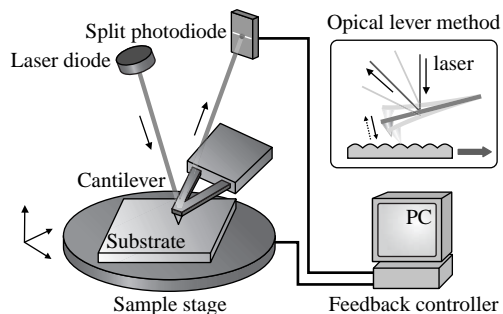 Split photodiode
Opical lever method
Laser diode
laser
Cantilever
PC
Substrate
Sample stage
Feedback controller